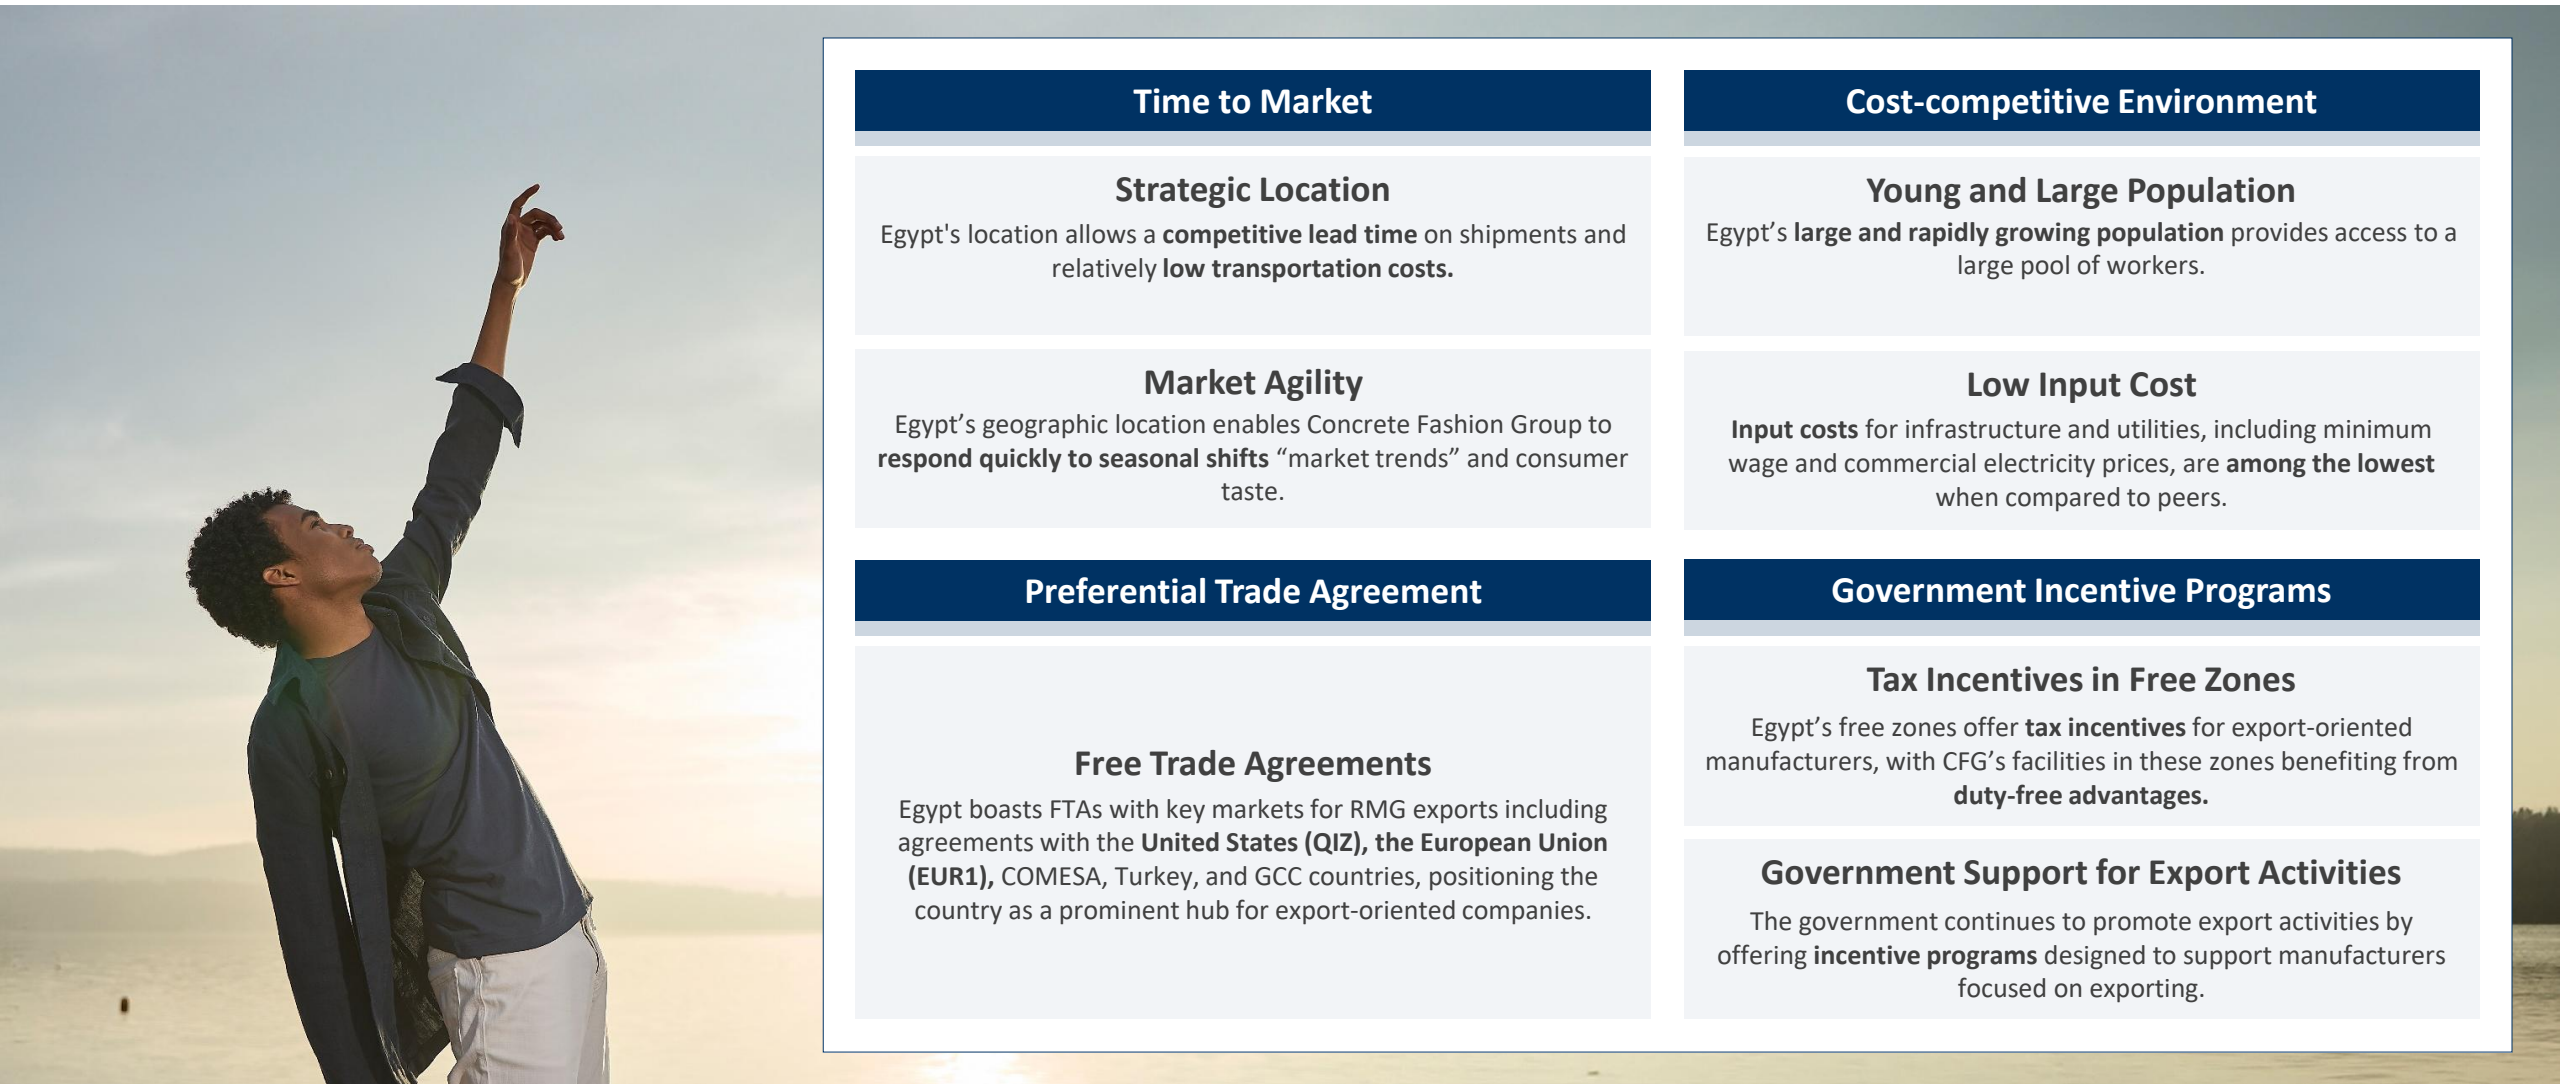 Time to Market
Strategic Location
Egypt's location allows a competitive lead time on shipments and
relatively low transportation costs.
Market Agility
Egypt’s geographic location enables Concrete Fashion Group to
respond quickly to seasonal shifts “market trends” and consumer
taste.
Cost-competitive Environment
Young and Large Population
Egypt’s large and rapidly growing population provides access to a
large pool of workers.
Low Input Cost
Input costs for infrastructure and utilities, including minimum
wage and commercial electricity prices, are among the lowest
when compared to peers.
Preferential Trade Agreement
Free Trade Agreements
Egypt boasts FTAs with key markets for RMG exports including
agreements with the United States (QIZ), the European Union
(EUR1), COMESA, Turkey, and GCC countries, positioning the
country as a prominent hub for export-oriented companies.
Government Incentive Programs
Tax Incentives in Free Zones
Egypt’s free zones offer tax incentives for export-oriented
manufacturers, with CFG’s facilities in these zones benefiting from
duty-free advantages.
Government Support for Export Activities
The government continues to promote export activities by
offering incentive programs designed to support manufacturers
focused on exporting.